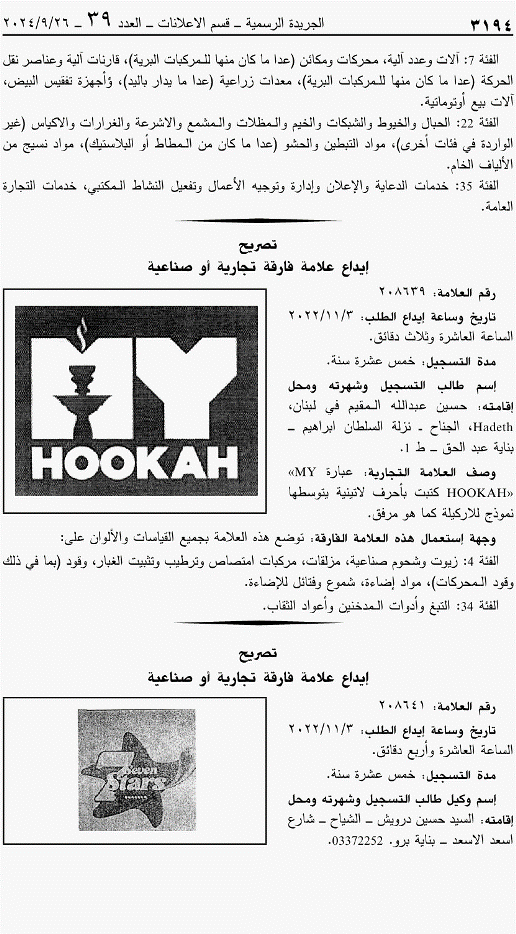 ٣١٩٤
الجريدة الرسمية ـ قسم الاعلانات ـ العدد ٣٩ ـ ٢٠٢٤/٩/٢٦
الفئة 7: آلات وعدد آلية، محركات ومكائن (عدا ما كان منها للمركبات البرية)، قارنات آلية وعناصر نقل
الحركة (عدا ما كان منها للمركبات البرية)، معدات زراعية (عدا ما يدار باليد)، وأجهزة تفقيس البيض،
آلات بيع أوتوماتية.
الفئة 22: الحبال والخيوط والشبكات والخيم والمظلات والمشمع والاشرعة والغرارات والاكياس (غير
الواردة في فئات أخرى)، مواد التبطين والحشو (عدا ما كان من المطاط أو البلاستيك)، مواد نسيج من
الألياف الخام.
الفئة 35: خدمات الدعاية والإعلان وإدارة وتوجيه الأعمال وتفعيل النشاط المكتبي، خدمات التجارة
العامة.
تصريح
إيداع علامة فارقة تجارية أو صناعية
رقم العلامة: ٢٠٨٦٣٩
تاريخ وساعة إيداع الطلب: ٢٠٢٢/١١/٣
الساعة العاشرة وثلاث دقائق.
مدة التسجيل: خمس عشرة سنة.
إسم طالب التسجيل وشهرته ومحل
إقامته: حسين عبدالله المقيم في لبنان،
Hadeth، الجناح ـ نزلة السلطان ابراهيم ـ
بناية عبد الحق ـ ط 1.
وصف العلامة التجارية: عبارة «MY
HOOKAH» كتبت بأحرف لاتينية يتوسطها
نموذج للاركيلة كما هو مرفق.
MY
HOOKAH
وجهة إستعمال هذه العلامة الفارقة: توضع هذه العلامة بجميع القياسات والألوان على:
الفئة 4: زيوت وشحوم صناعية، مزلقات، مركبات امتصاص وترطيب وتثبيت الغبار، وقود (بما في ذلك
وقود المحركات)، مواد إضاءة، شموع وفتائل للإضاءة.
الفئة 34: التبغ وأدوات المدخنين وأعواد الثقاب.
تصريح
إيداع علامة فارقة تجارية أو صناعية
رقم العلامة: ٢٠٨٦٤١
تاريخ وساعة إيداع الطلب: ٢٠٢٢/١١/٣
الساعة العاشرة وأربع دقائق.
مدة التسجيل: خمس عشرة سنة.
إسم وكيل طالب التسجيل وشهرته ومحل
إقامته: السيد حسين درويش ـ الشياح ـ شارع
اسعد الاسعد ـ بناية برو. 03372252.
7 Seven
Stars